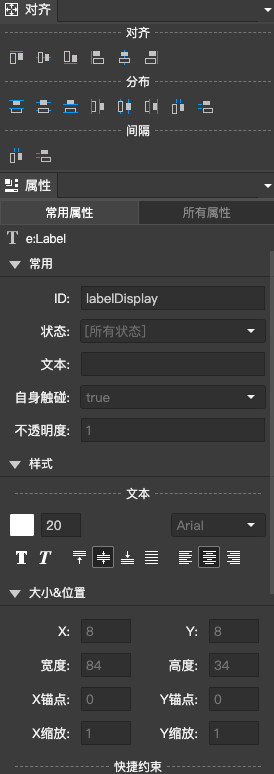 对齐
对齐
分布
间隔
属性
常用属性 所有属性
T e:Label
常用
ID: labelDisplay
状态: [所有状态]
文本:
自身触碰: true
不透明度: 1
样式
文本
20 Arial
T T
大小&位置
X: 8 Y: 8
宽度: 84 高度: 34
X锚点: 0 Y锚点: 0
X缩放: 1 Y缩放: 1
快捷约束